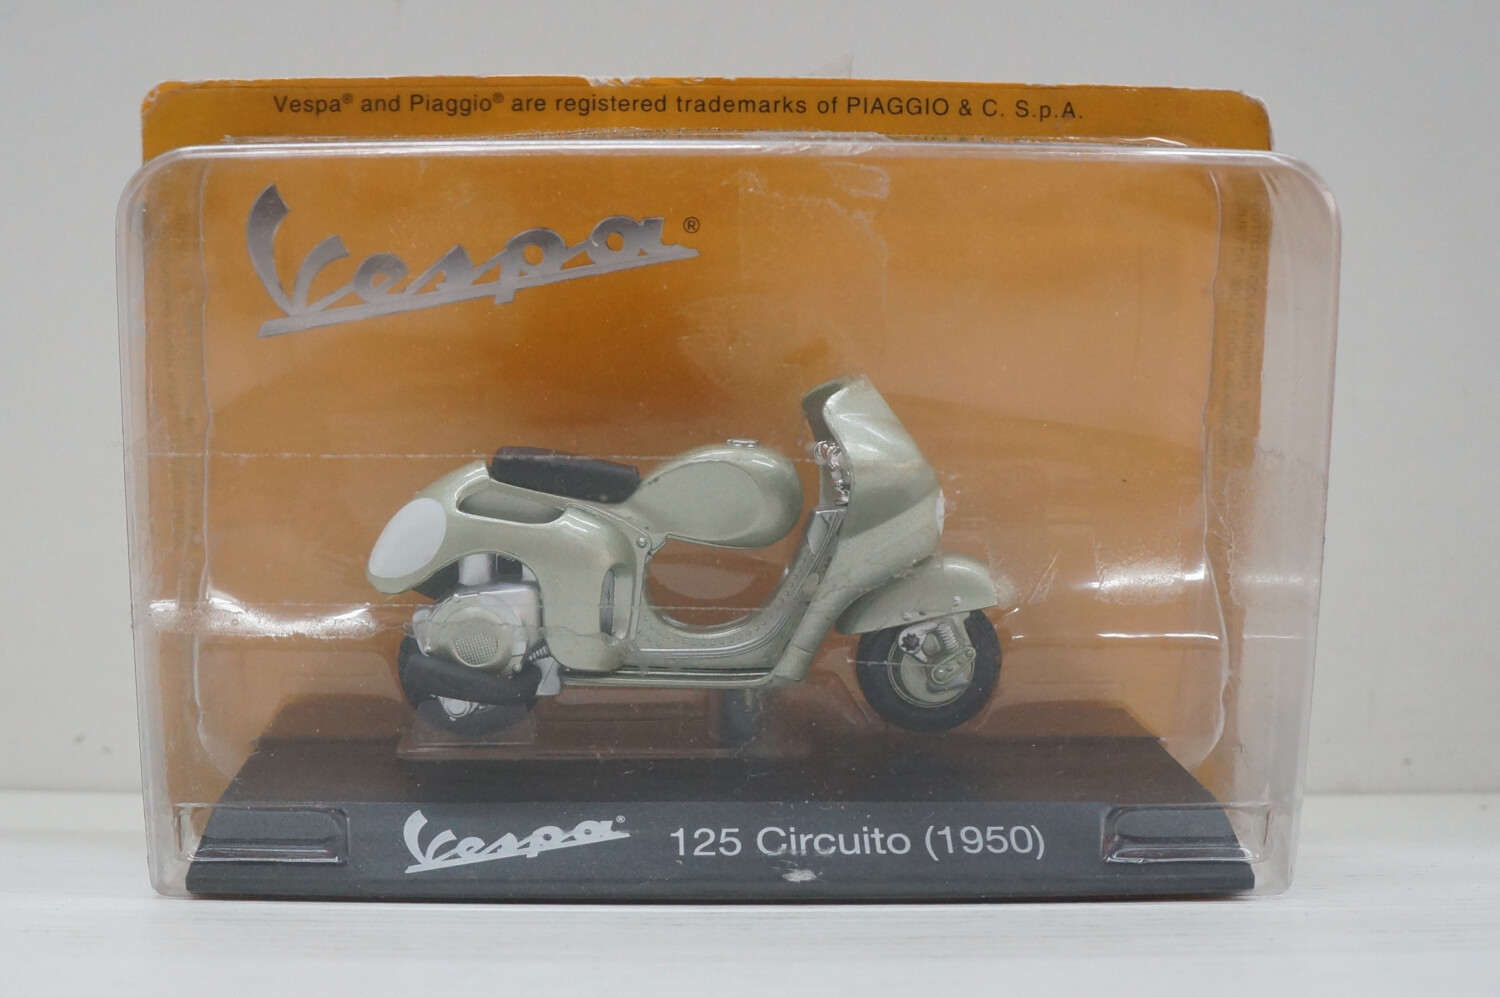 Vespa® and Piaggio® are registered trademarks of PIAGGIO & C. S.p.A.
Vespa®
Vespa® 125 Circuito (1950)